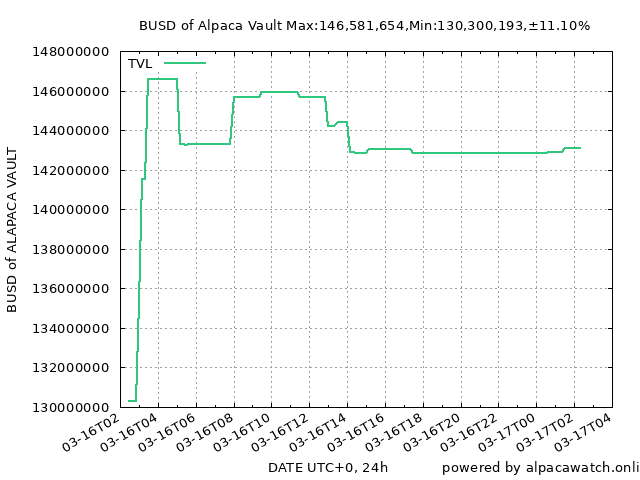 BUSD of Alpaca Vault Max:146,581,654,Min:130,300,193,±11.10%
TVL
148000000
146000000
144000000
142000000
140000000
138000000
136000000
134000000
132000000
130000000
BUSD of ALAPACA VAULT
03-16T02
03-16T04
03-16T06
03-16T08
03-16T10
03-16T12
03-16T14
03-16T16
03-16T18
03-16T20
03-16T22
03-17T00
03-17T02
03-17T04
DATE UTC+0, 24h
powered by alpacawatch.onli